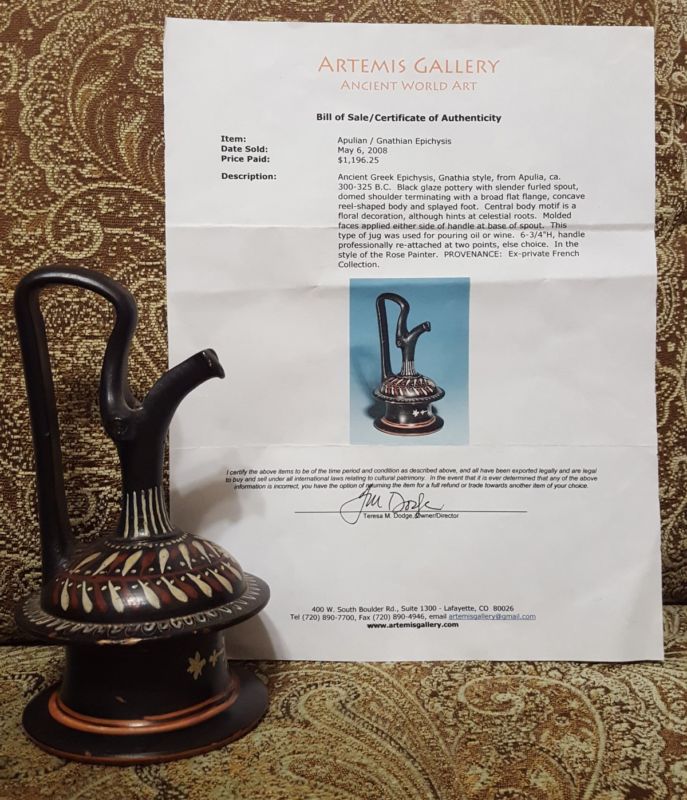 ARTEMIS GALLERY
ANCIENT WORLD ART
Bill of Sale/Certificate of Authenticity
Item: Apulian / Gnathian Epichysis
Date Sold: May 6, 2008
Price Paid: $1,196.25
Description: Ancient Greek Epichysis, Gnathia style, from Apulia, ca.
300-325 B.C. Black glaze pottery with slender furled spout,
domed shoulder terminating with a broad flat flange, concave
reel-shaped body and splayed foot. Central body motif is a
floral decoration, although hints at celestial roots. Molded
faces applied either side of handle at base of spout. This
type of jug was used for pouring oil or wine. 6-3/4"H, handle
professionally re-attached at two points, else choice. In the
style of the Rose Painter. PROVENANCE: Ex-private French
Collection.
I certify the above items to be of the time period and condition as described above, and all have been exported legally and are legal
to buy and sell under all international laws relating to cultural patrimony. In the event that it is ever determined that any of the above
information is incorrect, you have the option of returning the item for a full refund or trade towards another item of your choice.
Teresa M. Dodge, Owner/Director
400 W. South Boulder Rd., Suite 1300 - Lafayette, CO 80026
Tel (720) 890-7700, Fax (720) 890-4946, email artemisgallery@gmail.com
www.artemisgallery.com